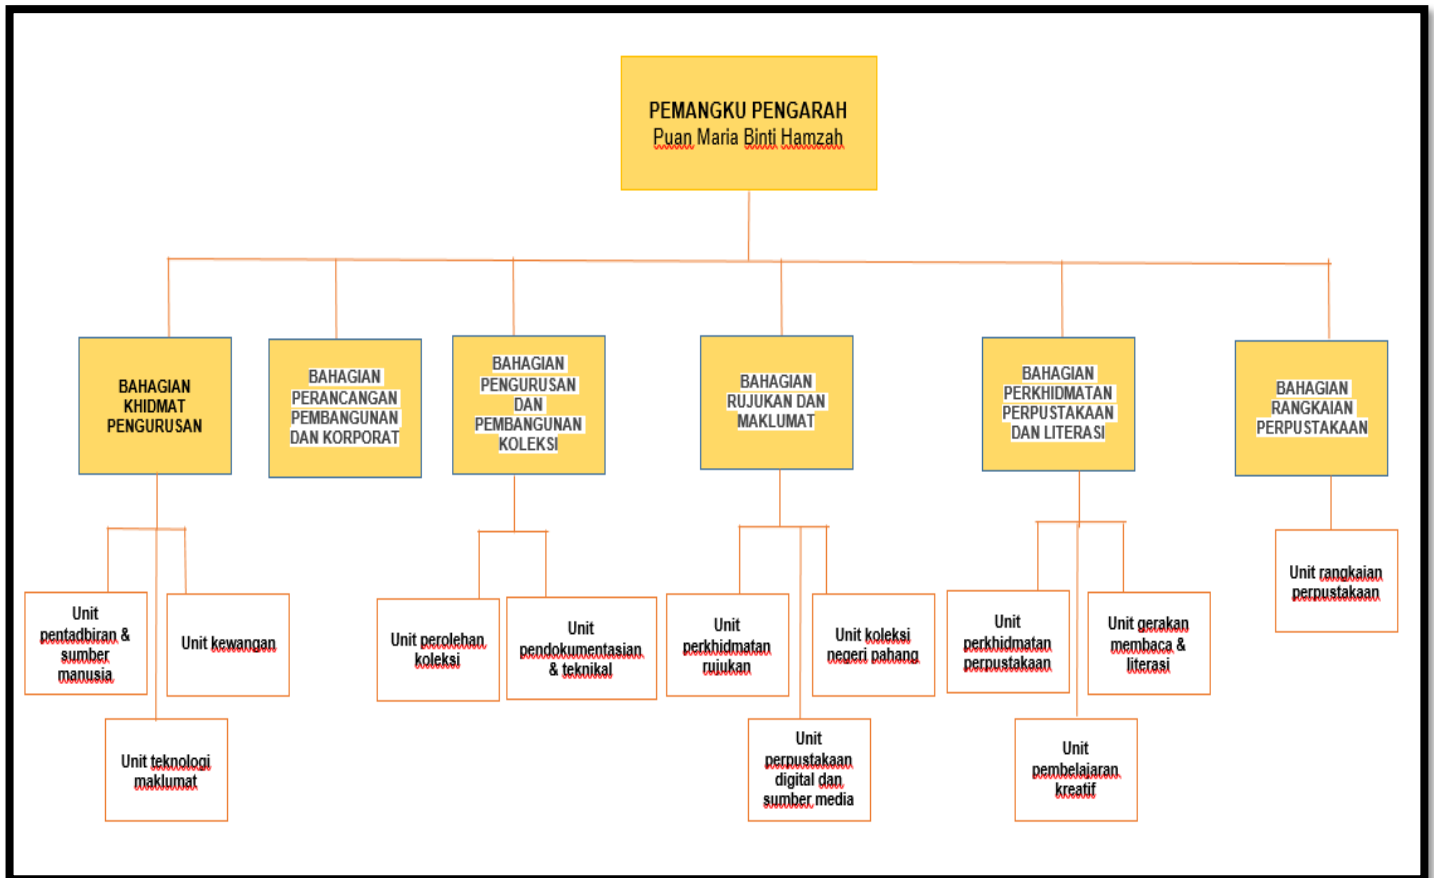 PEMANGKU PENGARAH
Puan Maria Binti Hamzah
BAHAGIAN
KHIDMAT
PENGURUSAN
BAHAGIAN
PERANCANGAN
PEMBANGUNAN
DAN KORPORAT
BAHAGIAN
PENGURUSAN
DAN
PEMBANGUNAN
KOLEKSI
BAHAGIAN
RUJUKAN DAN
MAKLUMAT
BAHAGIAN
PERKHIDMATAN
PERPUSTAKAAN
DAN LITERASI
BAHAGIAN
RANGKAIAN
PERPUSTAKAAN
Unit
pentadbiran &
sumber
manusia
Unit kewangan
Unit teknologi
maklumat
Unit perolehan
koleksi
Unit
pendokumentasian
& teknikal
Unit
perkhidmatan
rujukan
Unit koleksi
negeri pahang
Unit
perpustakaan
digital dan
sumber media
Unit
perkhidmatan
perpustakaan
Unit gerakan
membaca &
literasi
Unit
pembelajaran
kreatif
Unit rangkaian
perpustakaan